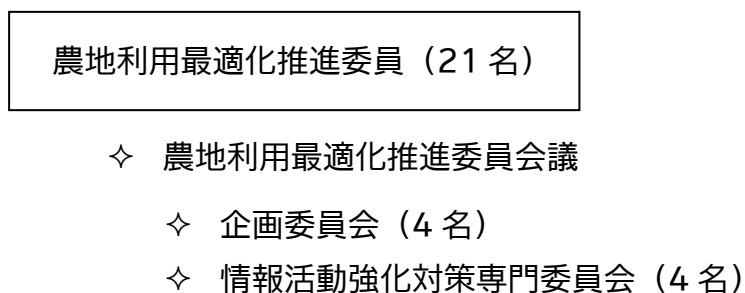 農地利用最適化推進委員（21 名）
✧ 農地利用最適化推進委員会議
✧ 企画委員会（4 名）
✧ 情報活動強化対策専門委員会（4 名）